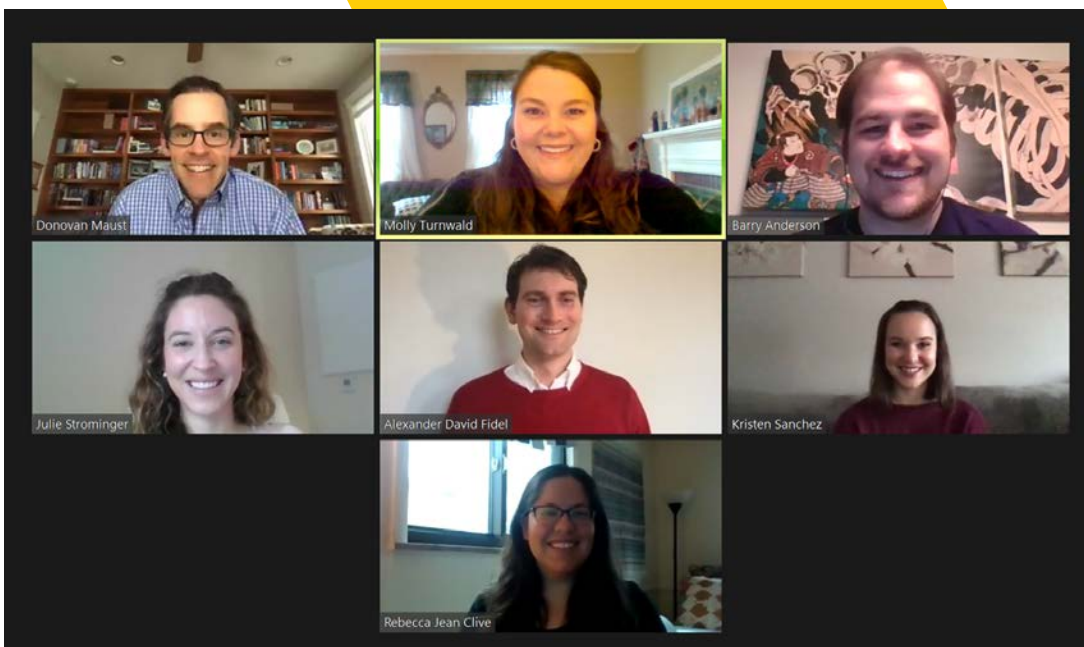 Donovan Maust
Molly Turnwald
Barry Anderson
Julie Strominger
Alexander David Fidel
Kristen Sanchez
Rebecca Jean Clive